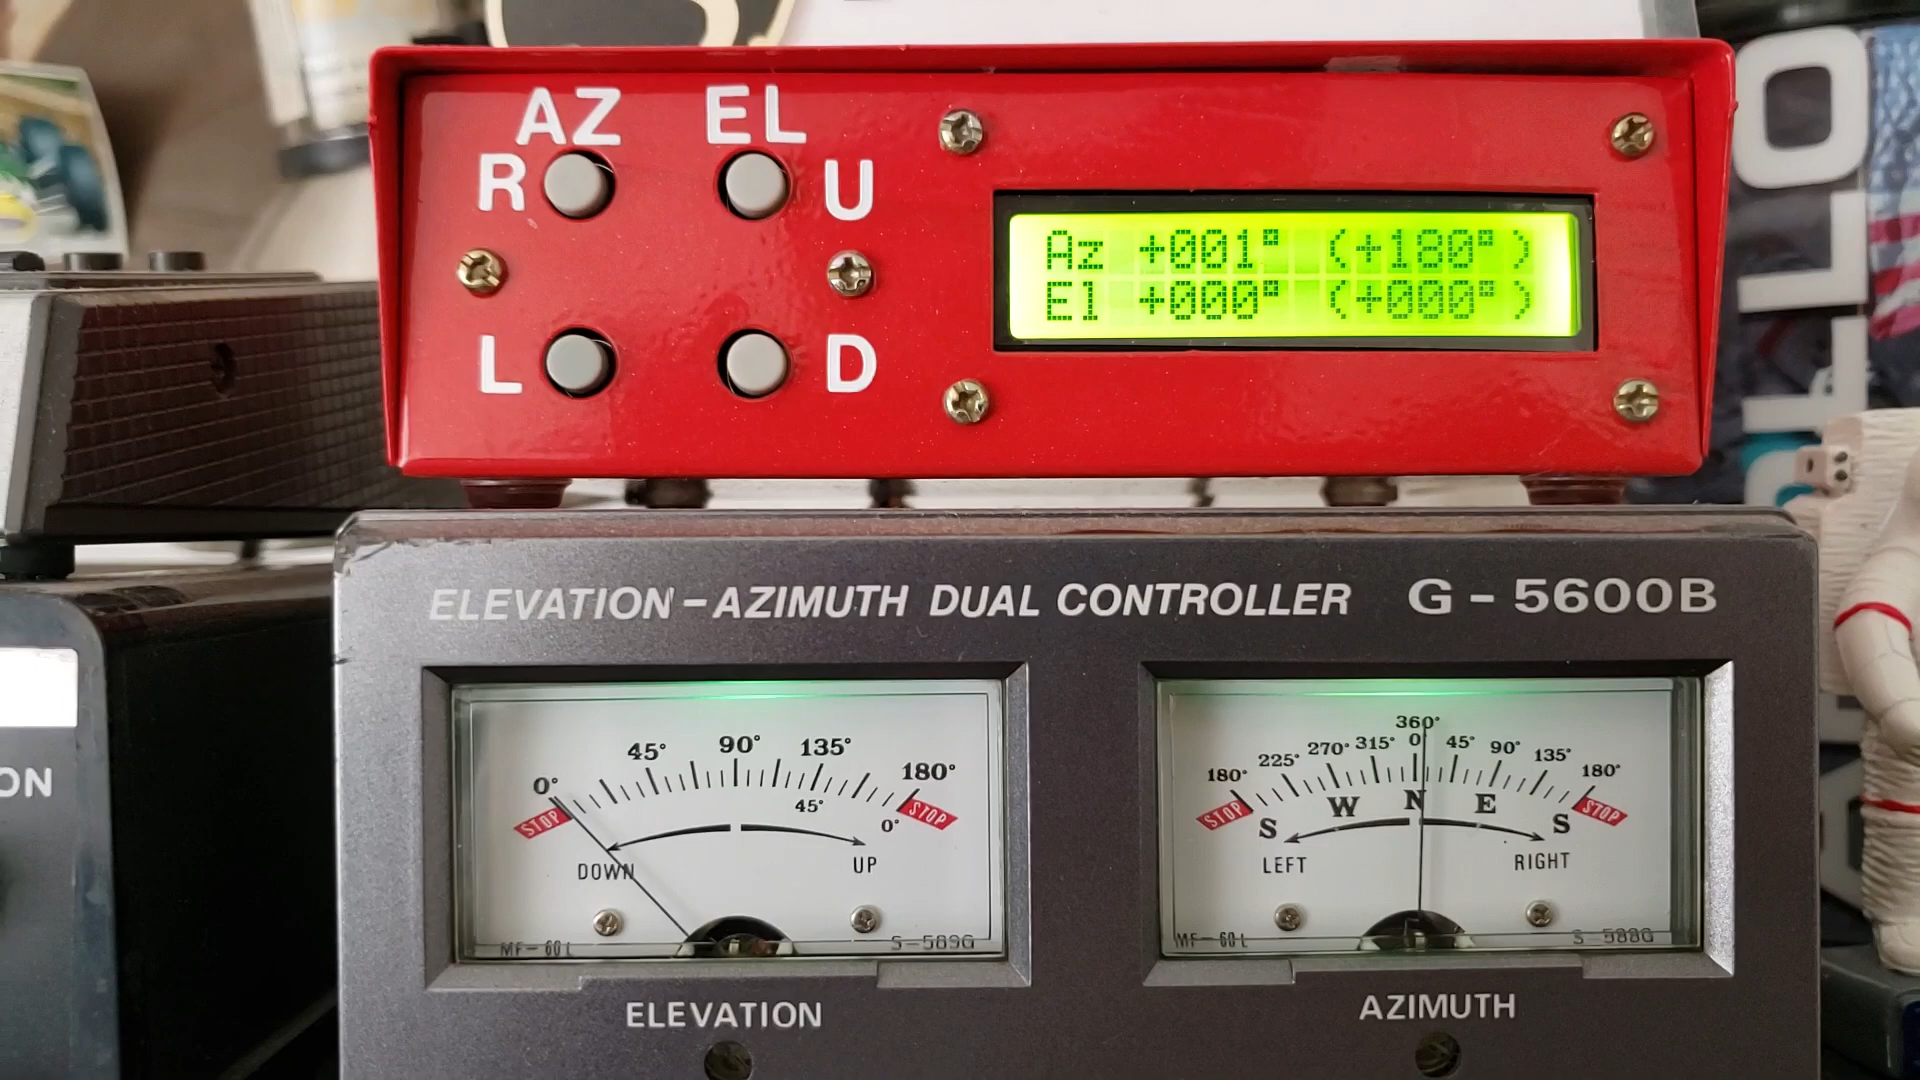 AZ EL
R U
L D
Az +001° (+180°)
El +000° (+000°)
ELEVATION-AZIMUTH DUAL CONTROLLER G-5600B
0° 45° 90° 135° 180°
STOP STOP
45° 0°
DOWN UP
MF-60L S-589G
ELEVATION
360°
180° 225° 270° 315° 0° 45° 90° 135° 180°
STOP STOP
S W N E S
LEFT RIGHT
MF-60L S-588G
AZIMUTH
ON